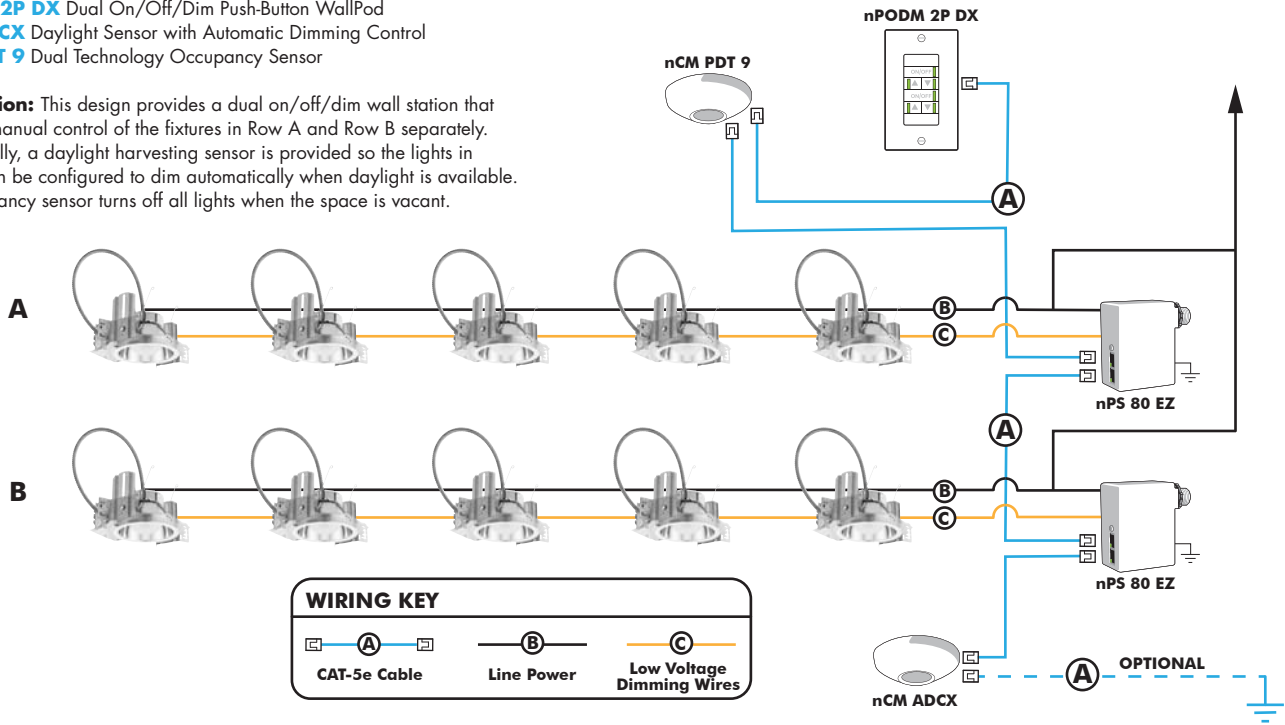 2P DX Dual On/Off/Dim Push-Button WallPod
CX Daylight Sensor with Automatic Dimming Control
T 9 Dual Technology Occupancy Sensor
ion: This design provides a dual on/off/dim wall station that
manual control of the fixtures in Row A and Row B separately.
lly, a daylight harvesting sensor is provided so the lights in
n be configured to dim automatically when daylight is available.
ancy sensor turns off all lights when the space is vacant.
nPODM 2P DX
nCM PDT 9
ON/OFF
ON/OFF
A
A
B
C
nPS 80 EZ
A
B
B
C
nPS 80 EZ
WIRING KEY
A
B
C
CAT-5e Cable
Line Power
Low Voltage
Dimming Wires
nCM ADCX
A
OPTIONAL